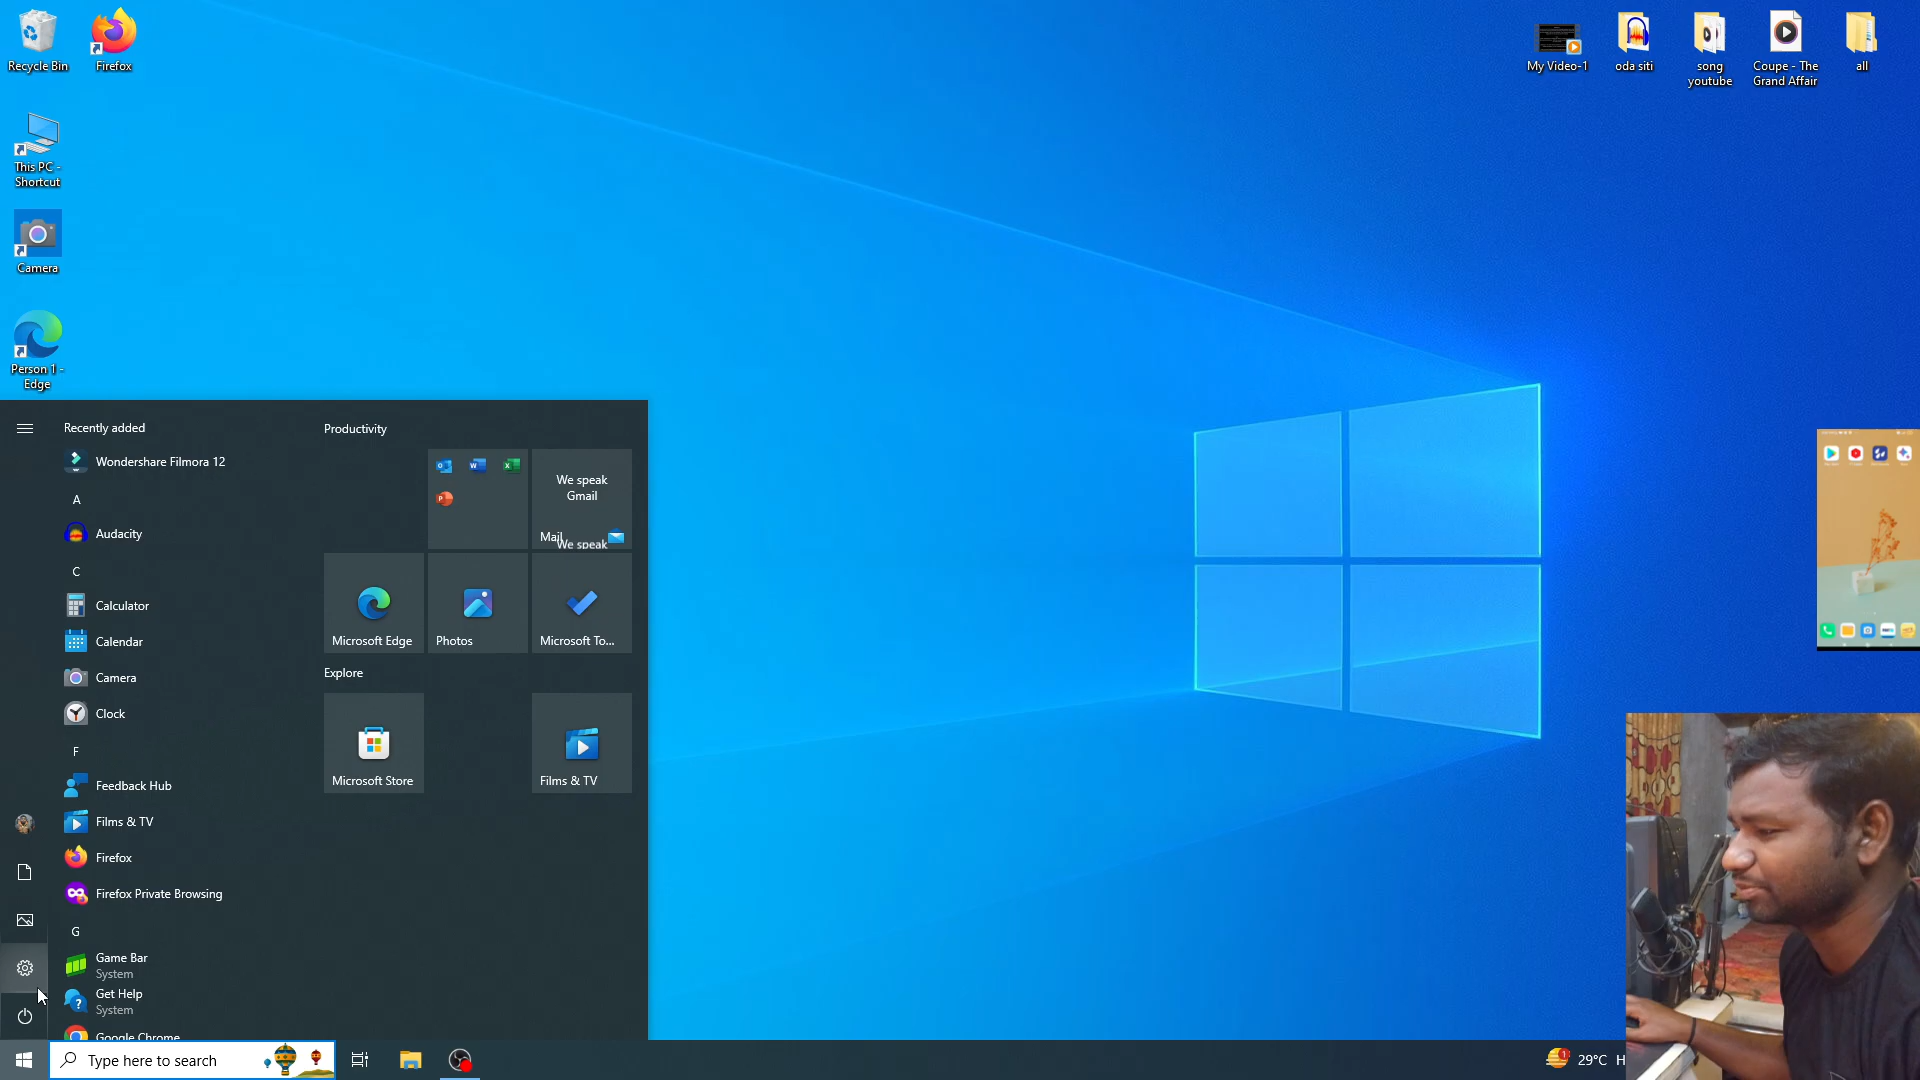 Recycle Bin
Firefox
This PC -
Shortcut
Camera
Person 1 -
Edge
My Video-1
oda siti
song
youtube
Coupe - The
Grand Affair
all
Recently added
Wondershare Filmora 12
A
Audacity
C
Calculator
Calendar
Camera
Clock
F
Feedback Hub
Films & TV
Firefox
Firefox Private Browsing
G
Game Bar
System
Get Help
System
Google Chrome
Productivity
We speak
Gmail
Mail
We speak
Microsoft Edge
Photos
Microsoft To...
Explore
Microsoft Store
Films & TV
Type here to search
1
29°C H